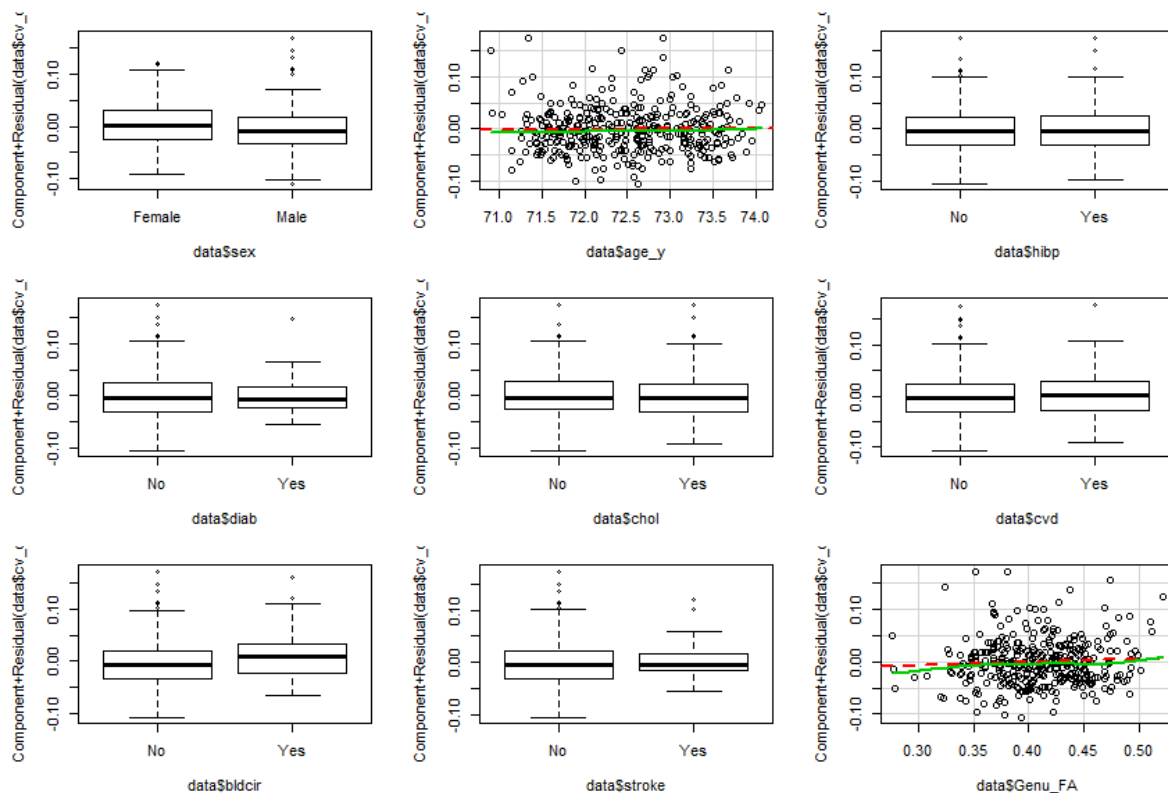 Component+Residual(data$cv_
0.10
0.00
-0.10
Female Male
data$sex
Component+Residual(data$cv_
0.10
0.00
-0.10
71.0 71.5 72.0 72.5 73.0 73.5 74.0
data$age_y
Component+Residual(data$cv_
0.10
0.00
-0.10
No Yes
data$hibp
Component+Residual(data$cv_
0.10
0.00
-0.10
No Yes
data$diab
Component+Residual(data$cv_
0.10
0.00
-0.10
No Yes
data$chol
Component+Residual(data$cv_
0.10
0.00
-0.10
No Yes
data$cvd
Component+Residual(data$cv_
0.10
0.00
-0.10
No Yes
data$bldcir
Component+Residual(data$cv_
0.10
0.00
-0.10
No Yes
data$stroke
Component+Residual(data$cv_
0.10
0.00
-0.10
0.30 0.35 0.40 0.45 0.50
data$Genu_FA